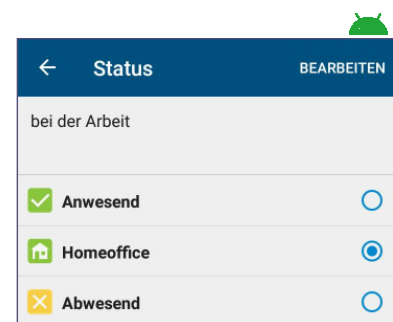 Status BEARBEITEN
bei der Arbeit
Anwesend
Homeoffice
Abwesend